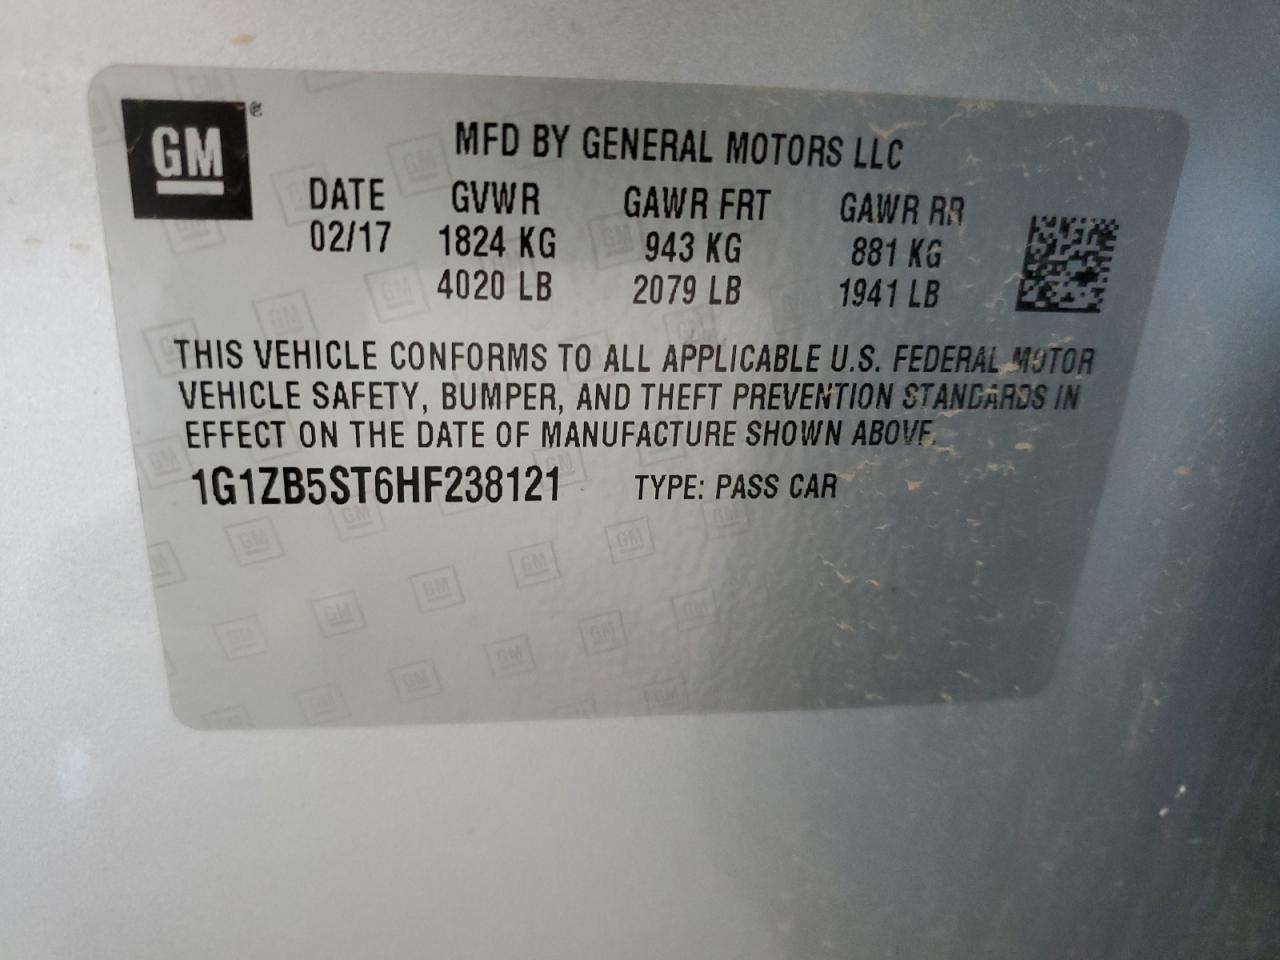 GM
MFD BY GENERAL MOTORS LLC
DATE GVWR GAWR FRT GAWR RR
02/17 1824 KG 943 KG 881 KG
4020 LB 2079 LB 1941 LB
THIS VEHICLE CONFORMS TO ALL APPLICABLE U.S. FEDERAL MOTOR
VEHICLE SAFETY, BUMPER, AND THEFT PREVENTION STANDARDS IN
EFFECT ON THE DATE OF MANUFACTURE SHOWN ABOVE.
1G1ZB5ST6HF238121 TYPE: PASS CAR